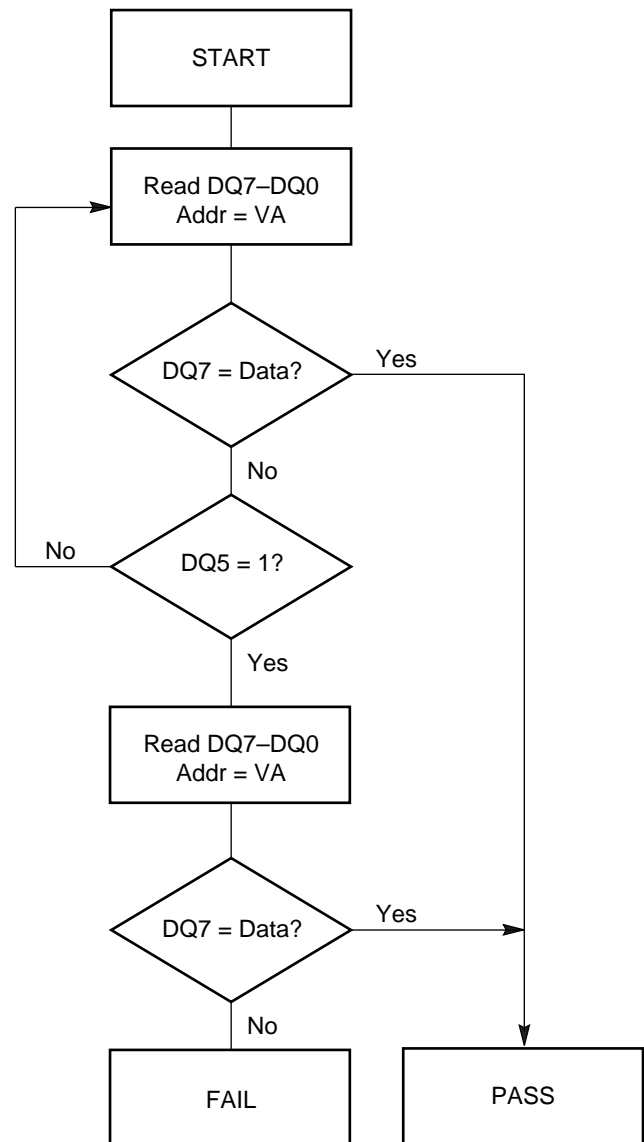 START
Read DQ7–DQ0
Addr = VA
DQ7 = Data?
Yes
No
No
DQ5 = 1?
Yes
Read DQ7–DQ0
Addr = VA
DQ7 = Data?
Yes
No
FAIL
PASS